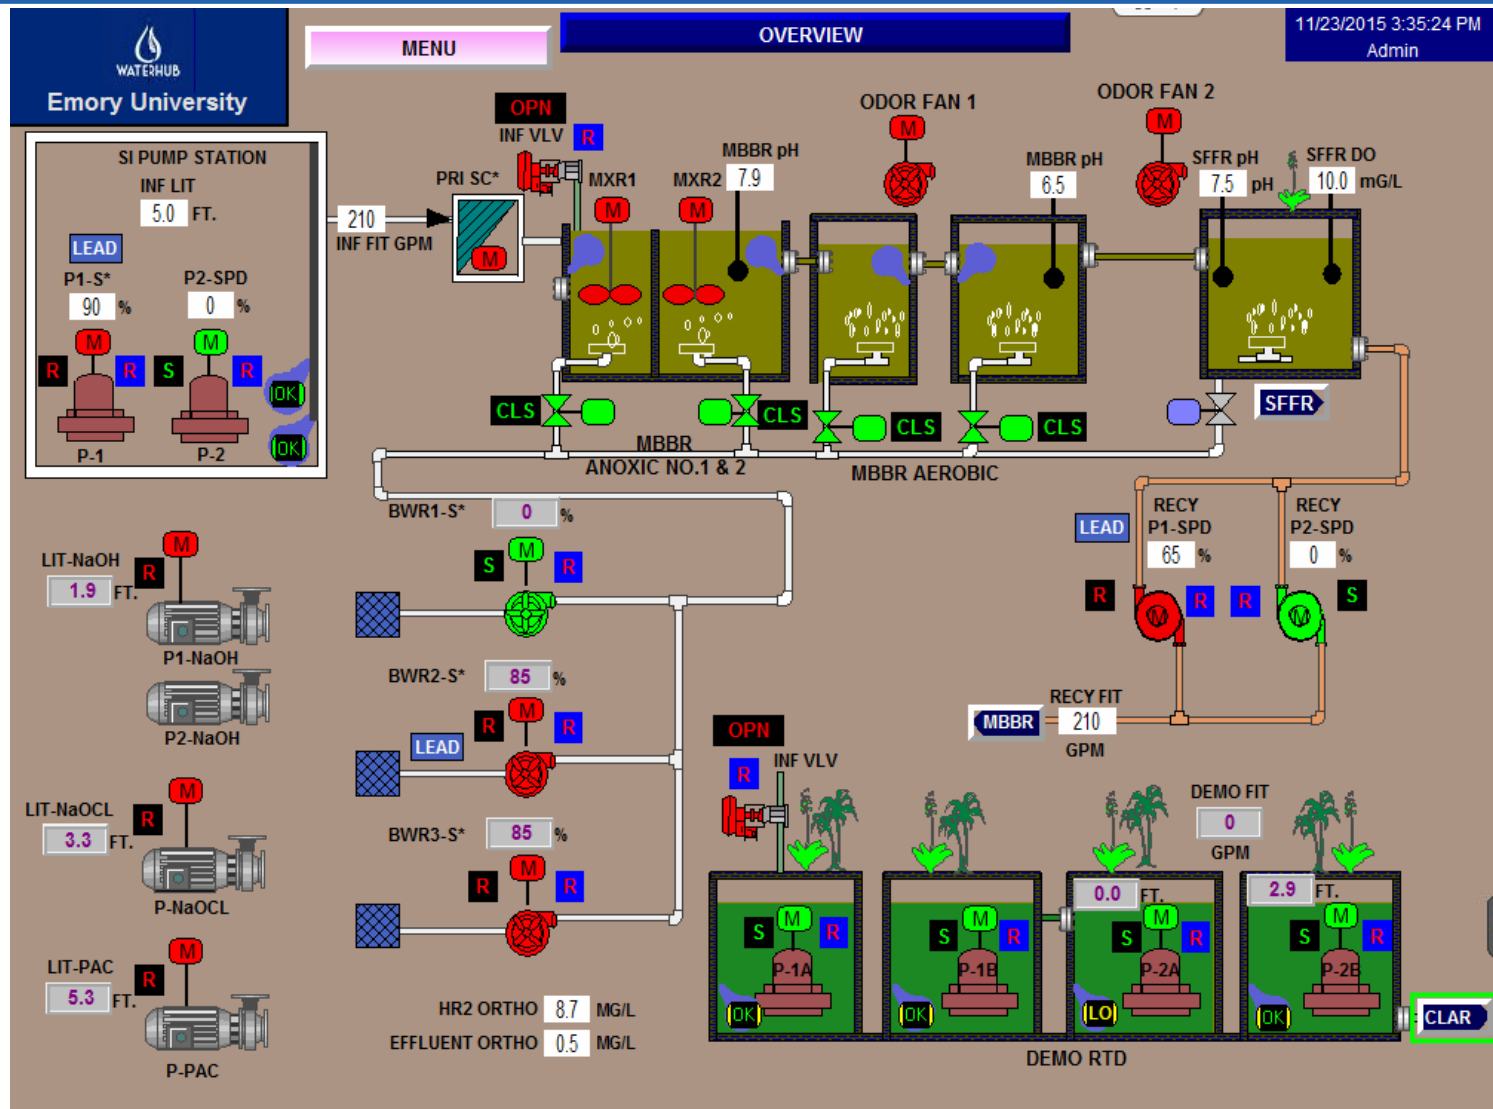 11/23/2015 3:35:24 PM
Admin
WATERHUB
Emory University
MENU
OVERVIEW
SI PUMP STATION
INF LIT
5.0 FT.
LEAD
P1-S*
90 %
P2-SPD
0 %
M
M
R
R
S
R
OK
OK
P-1
P-2
210
INF FIT GPM
PRI SC*
M
OPN
INF VLV
R
MXR1
M
MXR2
M
MBBR pH
7.9
ODOR FAN 1
M
ODOR FAN 2
M
MBBR pH
6.5
SFFR pH
7.5 pH
SFFR DO
10.0 mG/L
CLS
CLS
CLS
CLS
SFFR
MBBR
ANOXIC NO.1 & 2
MBBR AEROBIC
BWR1-S* 0 %
S
M
R
BWR2-S* 85 %
R
M
R
LEAD
BWR3-S* 85 %
R
M
R
LEAD
RECY
P1-SPD
65 %
RECY
P2-SPD
0 %
R
M
R
R
M
S
RECY FIT
MBBR
210
GPM
LIT-NaOH
1.9 FT.
R
M
P1-NaOH
P2-NaOH
LIT-NaOCL
3.3 FT.
R
M
P-NaOCL
LIT-PAC
5.3 FT.
R
M
P-PAC
HR2 ORTHO 8.7 MG/L
EFFLUENT ORTHO 0.5 MG/L
OPN
R
INF VLV
DEMO FIT
0
GPM
0.0 FT.
2.9 FT.
S
M
R
P-1A
OK
S
M
R
P-1B
OK
S
M
R
P-2A
LO
S
M
R
P-2B
OK
CLAR
DEMO RTD